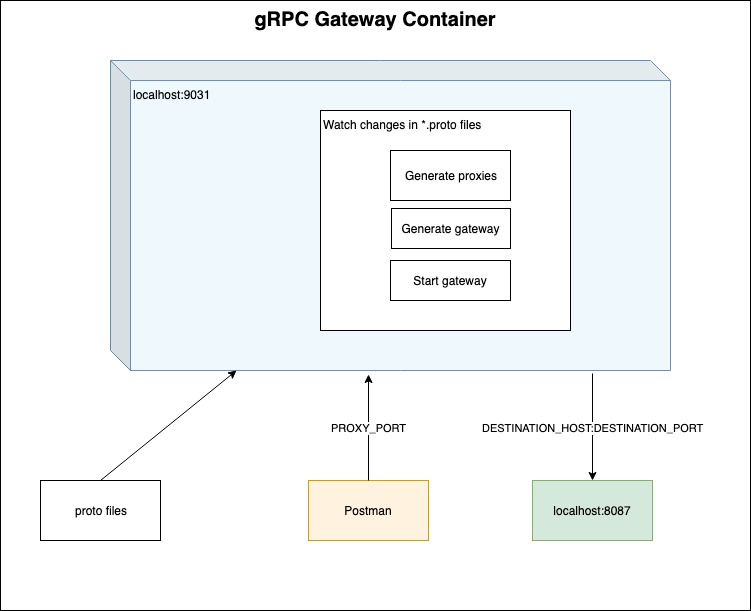 gRPC Gateway Container
localhost:9031
Watch changes in *.proto files
Generate proxies
Generate gateway
Start gateway
PROXY_PORT
DESTINATION_HOST:DESTINATION_PORT
proto files
Postman
localhost:8087